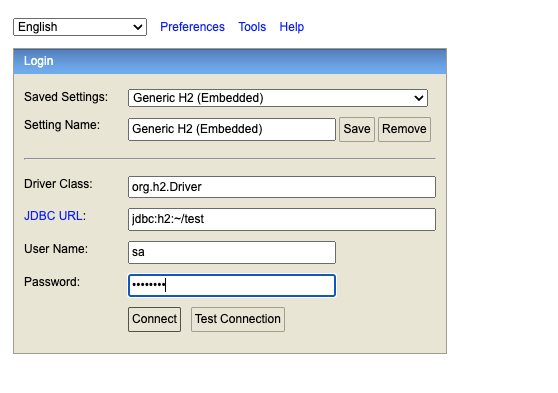 English Preferences Tools Help
Login
Saved Settings: Generic H2 (Embedded)
Setting Name: Generic H2 (Embedded) Save Remove
Driver Class: org.h2.Driver
JDBC URL: jdbc:h2:~/test
User Name: sa
Password: ••••••••
Connect Test Connection